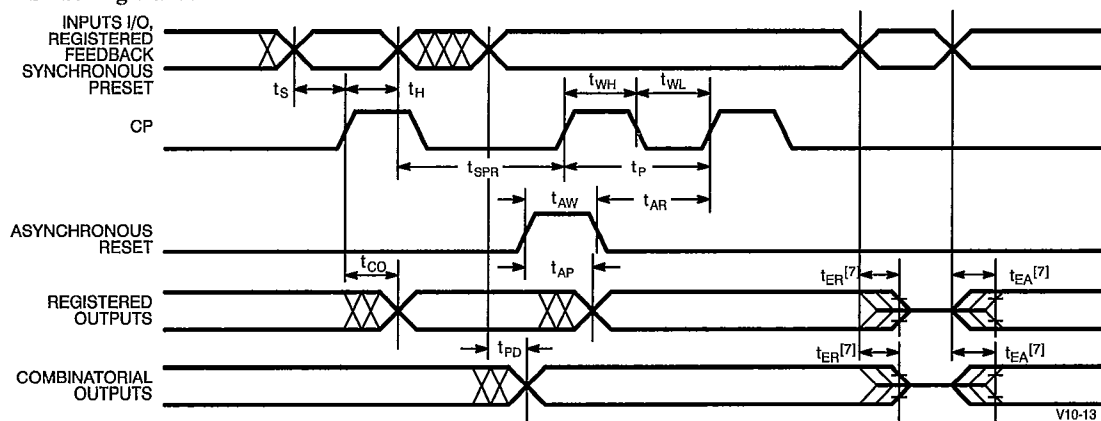 INPUTS I/O,
REGISTERED
FEEDBACK
SYNCHRONOUS
PRESET
tS
tH
tWH
tWL
CP
tSPR
tP
tAW
tAR
ASYNCHRONOUS
RESET
tCO
tAP
tER[7]
tEA[7]
REGISTERED
OUTPUTS
tPD
tER[7]
tEA[7]
COMBINATORIAL
OUTPUTS
V10-13